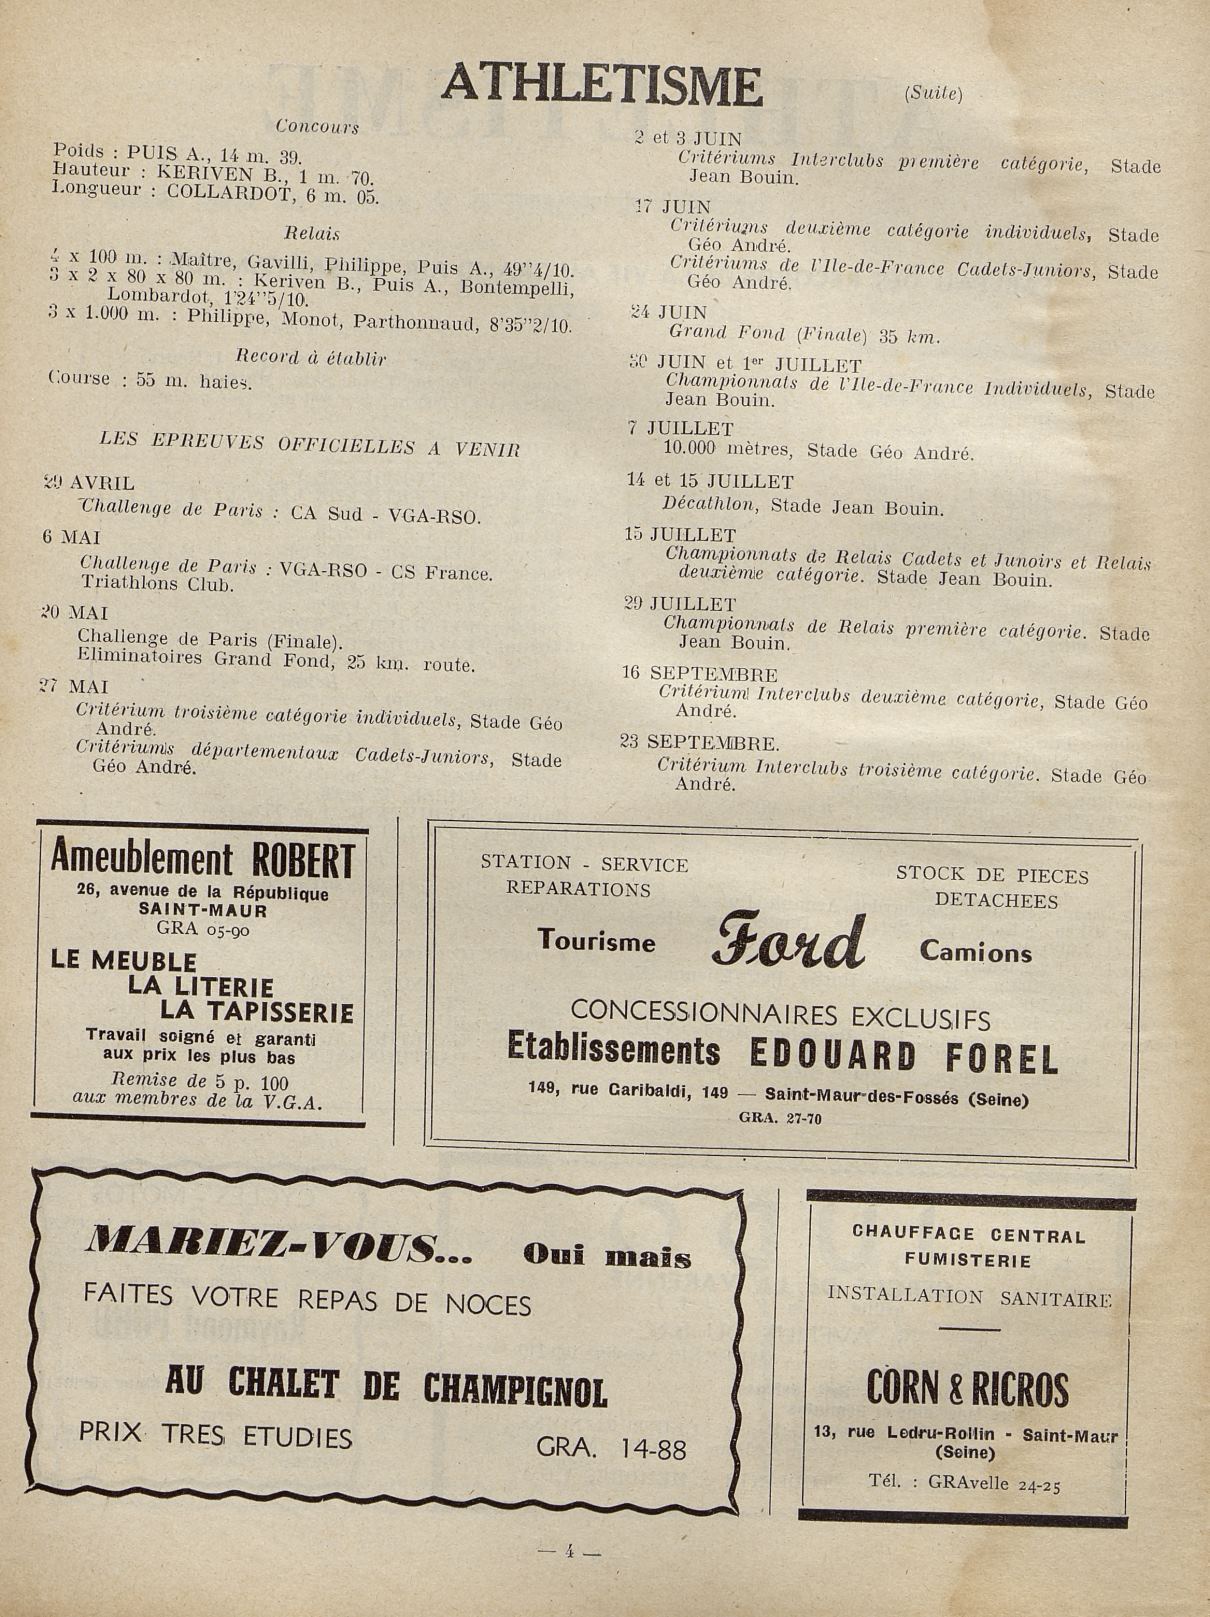 ATHLETISME (Suite)
Concours
Poids : PUIS A., 14 m. 39.
Hauteur : KERIVEN B., 1 m. 70.
Longueur : COLLARDOT, 6 m. 05.
Relais
4 x 100 m. : Maître, Gavilli, Philippe, Puis A., 49"4/10.
3 x 2 x 80 x 80 m. : Keriven B., Puis A., Bontempelli,
Lombardot, 1'24"5/10.
3 x 1.000 m. : Philippe, Monot, Parthonnaud, 8'35"2/10.
Record à établir
Course : 55 m. haies.
LES EPREUVES OFFICIELLES A VENIR
29 AVRIL
Challenge de Paris : CA Sud - VGA-RSO.
6 MAI
Challenge de Paris : VGA-RSO - CS France.
Triathlons Club.
20 MAI
Challenge de Paris (Finale).
Eliminatoires Grand Fond, 25 km. route.
27 MAI
Critérium troisième catégorie individuels, Stade Géo
André.
Critériums départementaux Cadets-Juniors, Stade
Géo André.
2 et 3 JUIN
Critériums Interclubs première catégorie, Stade
Jean Bouin.
17 JUIN
Critériums deuxième catégorie individuels, Stade
Géo André.
Critériums de l'Ile-de-France Cadets-Juniors, Stade
Géo André.
24 JUIN
Grand Fond (Finale) 35 km.
30 JUIN et 1er JUILLET
Championnats de l'Ile-de-France Individuels, Stade
Jean Bouin.
7 JUILLET
10.000 mètres, Stade Géo André.
14 et 15 JUILLET
Décathlon, Stade Jean Bouin.
15 JUILLET
Championnats de Relais Cadets et Junoirs et Relais
deuxième catégorie. Stade Jean Bouin.
29 JUILLET
Championnats de Relais première catégorie. Stade
Jean Bouin.
16 SEPTEMBRE
Critérium Interclubs deuxième catégorie, Stade Géo
André.
23 SEPTEMBRE.
Critérium Interclubs troisième catégorie. Stade Géo
André.
Ameublement ROBERT
26, avenue de la République
SAINT-MAUR
GRA 05-90
LE MEUBLE
LA LITERIE
LA TAPISSERIE
Travail soigné et garanti
aux prix les plus bas
Remise de 5 p. 100
aux membres de la V.G.A.
STATION - SERVICE
REPARATIONS
STOCK DE PIECES
DETACHEES
Tourisme Ford Camions
CONCESSIONNAIRES EXCLUSIFS
Etablissements EDOUARD FOREL
149, rue Garibaldi, 149 — Saint-Maur-des-Fossés (Seine)
GRA. 27-70
MARIEZ-VOUS... Oui mais
FAITES VOTRE REPAS DE NOCES
AU CHALET DE CHAMPIGNOL
PRIX TRES ETUDIES GRA. 14-88
CHAUFFAGE CENTRAL
FUMISTERIE
INSTALLATION SANITAIRE
CORN & RICROS
13, rue Ledru-Rollin - Saint-Maur
(Seine)
Tél. : GRAvelle 24-25
— 4 —